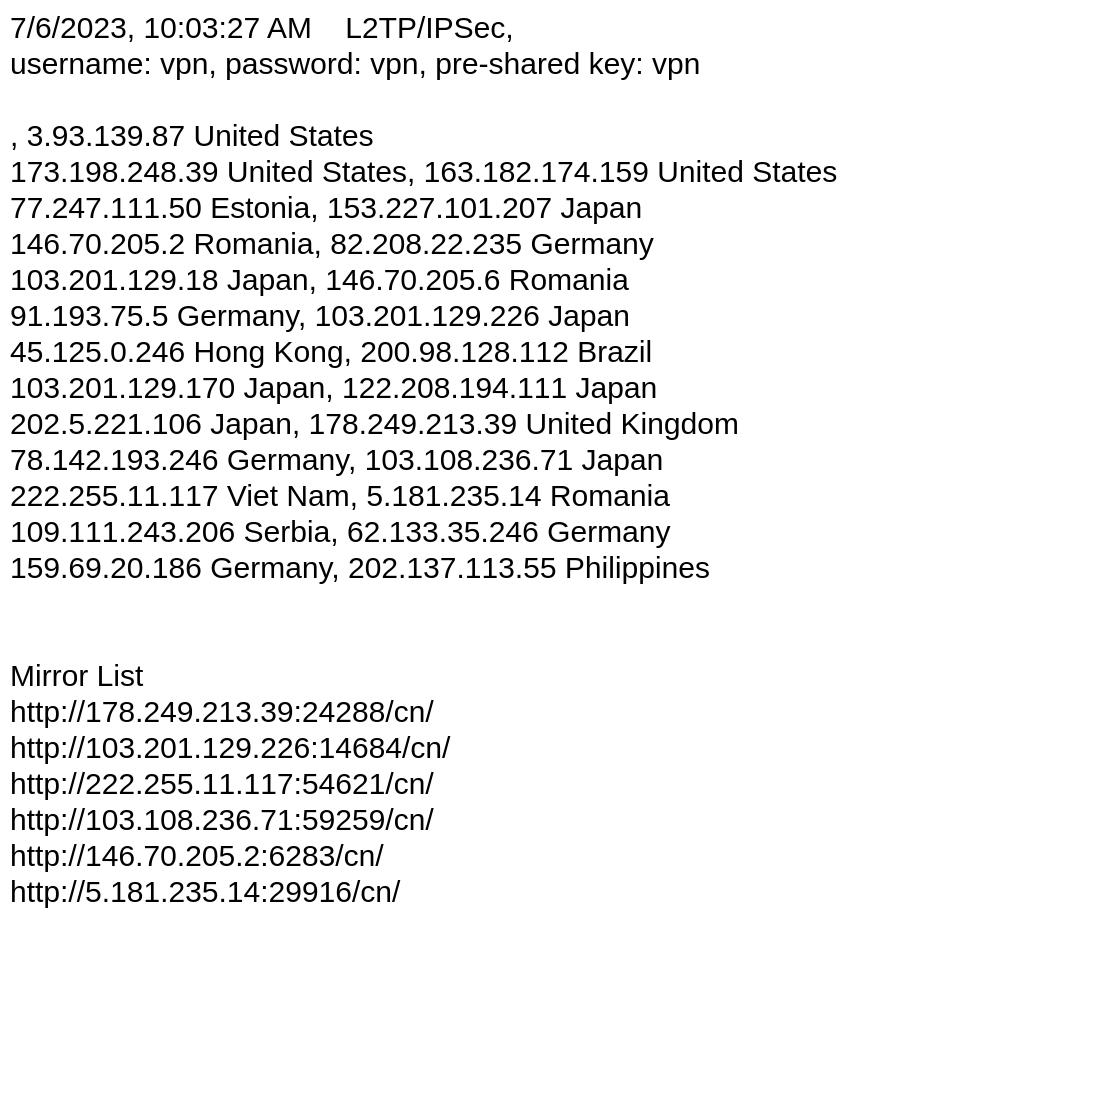 7/6/2023, 10:03:27 AM    L2TP/IPSec,
username: vpn, password: vpn, pre-shared key: vpn
, 3.93.139.87 United States
173.198.248.39 United States, 163.182.174.159 United States
77.247.111.50 Estonia, 153.227.101.207 Japan
146.70.205.2 Romania, 82.208.22.235 Germany
103.201.129.18 Japan, 146.70.205.6 Romania
91.193.75.5 Germany, 103.201.129.226 Japan
45.125.0.246 Hong Kong, 200.98.128.112 Brazil
103.201.129.170 Japan, 122.208.194.111 Japan
202.5.221.106 Japan, 178.249.213.39 United Kingdom
78.142.193.246 Germany, 103.108.236.71 Japan
222.255.11.117 Viet Nam, 5.181.235.14 Romania
109.111.243.206 Serbia, 62.133.35.246 Germany
159.69.20.186 Germany, 202.137.113.55 Philippines
Mirror List
http://178.249.213.39:24288/cn/
http://103.201.129.226:14684/cn/
http://222.255.11.117:54621/cn/
http://103.108.236.71:59259/cn/
http://146.70.205.2:6283/cn/
http://5.181.235.14:29916/cn/